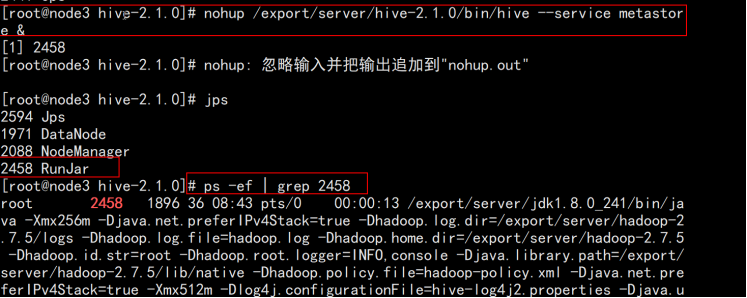 [root@node3 hive-2.1.0]# nohup /export/server/hive-2.1.0/bin/hive --service metastor
e &
[1] 2458
[root@node3 hive-2.1.0]# nohup: 忽略输入并把输出追加到"nohup.out"
[root@node3 hive-2.1.0]# jps
2594 Jps
1971 DataNode
2088 NodeManager
2458 RunJar
[root@node3 hive-2.1.0]# ps -ef | grep 2458
root 2458 1896 36 08:43 pts/0 00:00:13 /export/server/jdk1.8.0_241/bin/ja
va -Xmx256m -Djava.net.preferIPv4Stack=true -Dhadoop.log.dir=/export/server/hadoop-2
.7.5/logs -Dhadoop.log.file=hadoop.log -Dhadoop.home.dir=/export/server/hadoop-2.7.5
-Dhadoop.id.str=root -Dhadoop.root.logger=INFO,console -Djava.library.path=/export/
server/hadoop-2.7.5/lib/native -Dhadoop.policy.file=hadoop-policy.xml -Djava.net.pre
ferIPv4Stack=true -Xmx512m -Dlog4j.configurationFile=hive-log4j2.properties -Djava.u